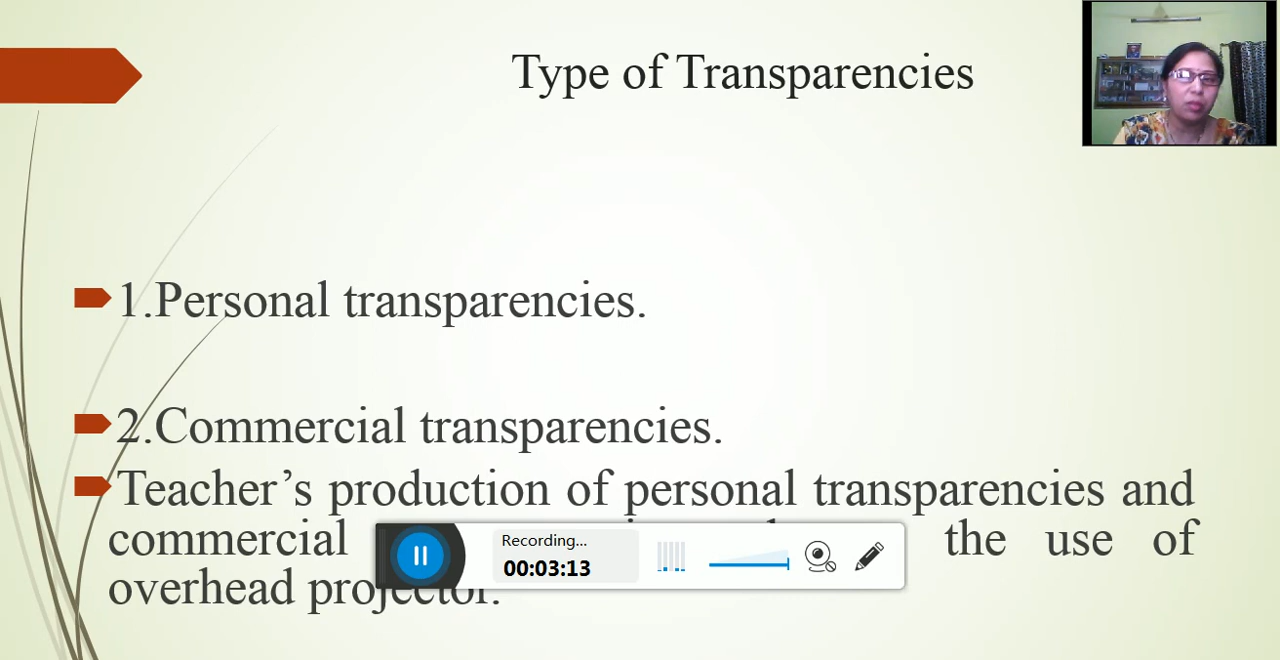 Type of Transparencies
1.Personal transparencies.
2.Commercial transparencies.
Teacher’s production of personal transparencies and
commercial the use of
overhead projector.
Recording...
00:03:13